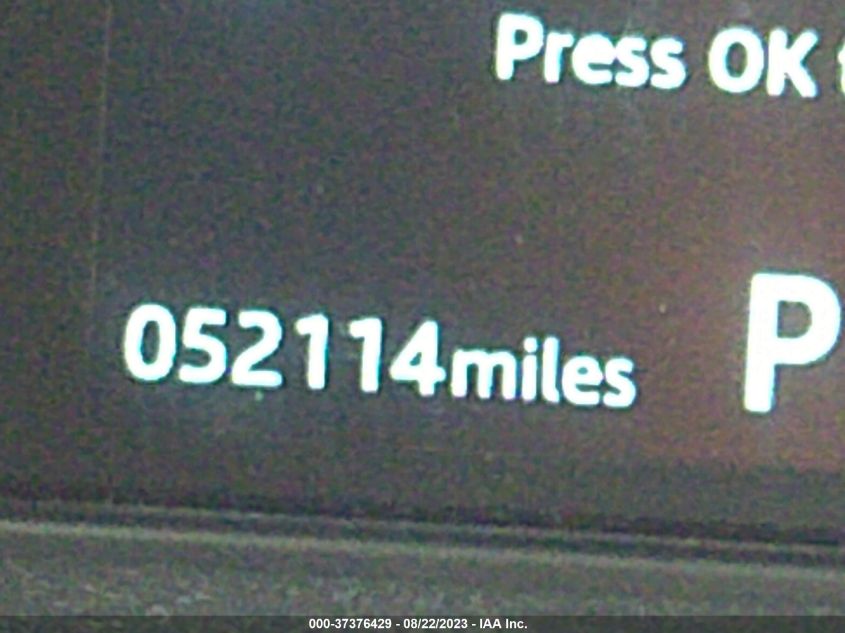 Press OK
052114miles
P
000-37376429 - 08/22/2023 - IAA Inc.